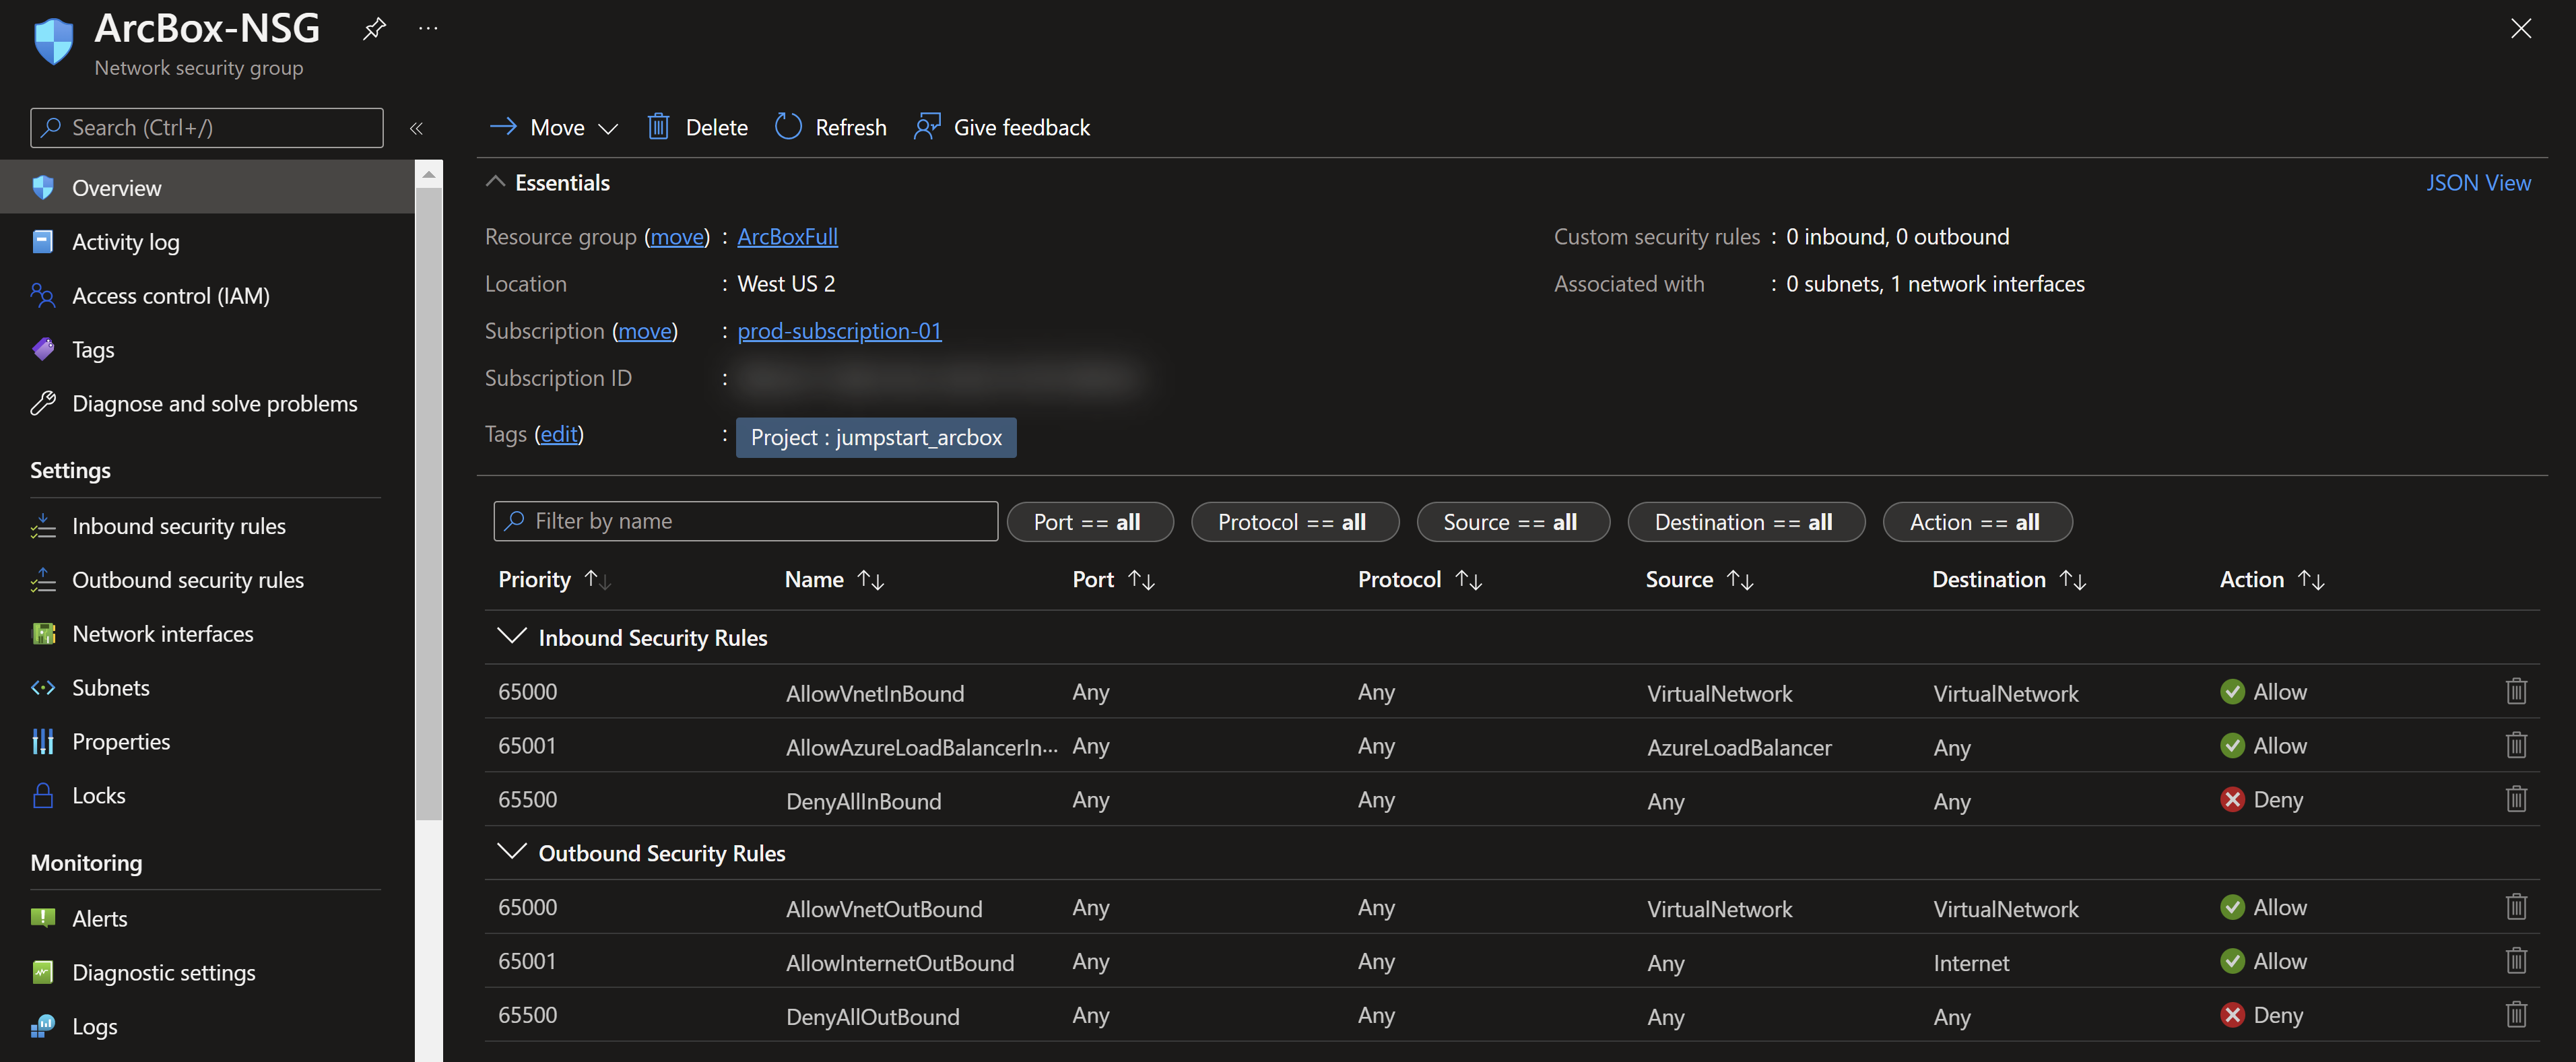 ArcBox-NSG
Network security group
Search (Ctrl+/)
Overview
Activity log
Access control (IAM)
Tags
Diagnose and solve problems
Settings
Inbound security rules
Outbound security rules
Network interfaces
Subnets
Properties
Locks
Monitoring
Alerts
Diagnostic settings
Logs
Move Delete Refresh Give feedback
Essentials JSON View
Resource group (move) : ArcBoxFull
Location : West US 2
Subscription (move) : prod-subscription-01
Subscription ID :
Tags (edit) : Project : jumpstart_arcbox
Custom security rules : 0 inbound, 0 outbound
Associated with : 0 subnets, 1 network interfaces
Filter by name Port == all Protocol == all Source == all Destination == all Action == all
Priority Name Port Protocol Source Destination Action
Inbound Security Rules
65000 AllowVnetInBound Any Any VirtualNetwork VirtualNetwork Allow
65001 AllowAzureLoadBalancerIn... Any Any AzureLoadBalancer Any Allow
65500 DenyAllInBound Any Any Any Any Deny
Outbound Security Rules
65000 AllowVnetOutBound Any Any VirtualNetwork VirtualNetwork Allow
65001 AllowInternetOutBound Any Any Any Internet Allow
65500 DenyAllOutBound Any Any Any Any Deny